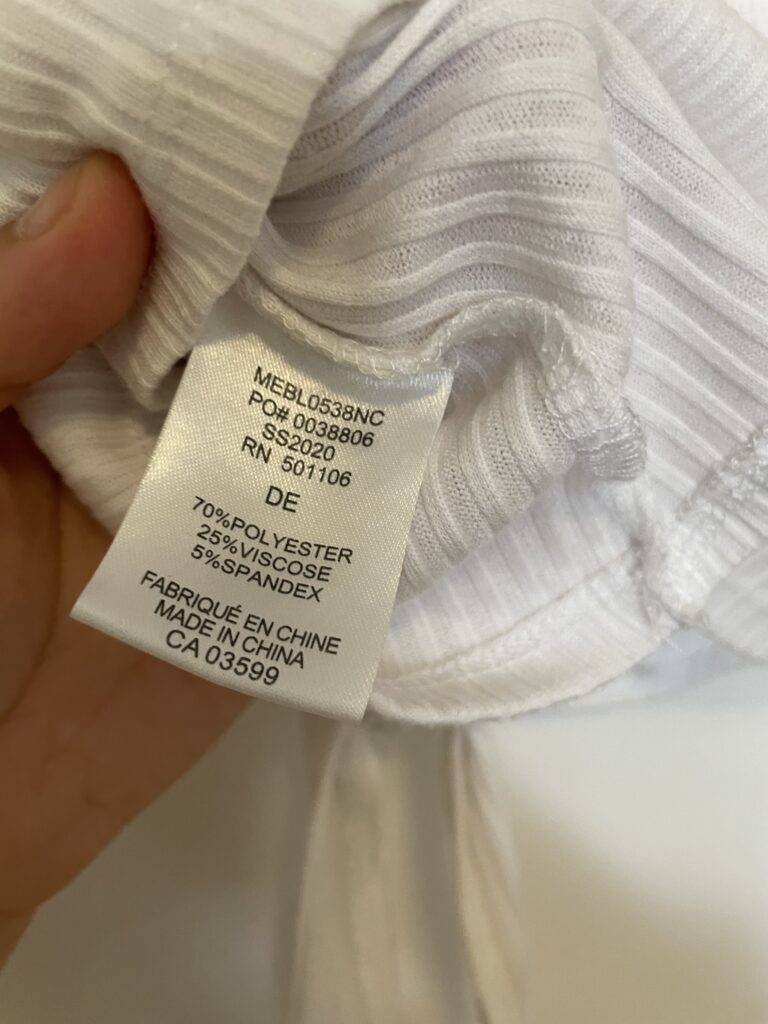 MEBL0538NC
PO# 0038806
SS2020
RN 501106
DE
70%POLYESTER
25%VISCOSE
5%SPANDEX
FABRIQUÉ EN CHINE
MADE IN CHINA
CA 03599